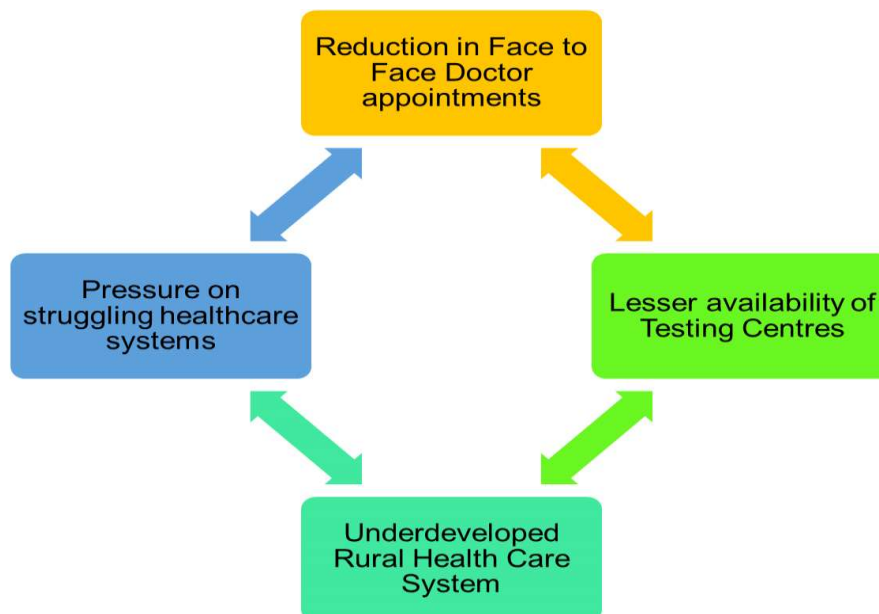 Reduction in Face to
Face Doctor
appointments
Pressure on
struggling healthcare
systems
Lesser availability of
Testing Centres
Underdeveloped
Rural Health Care
System